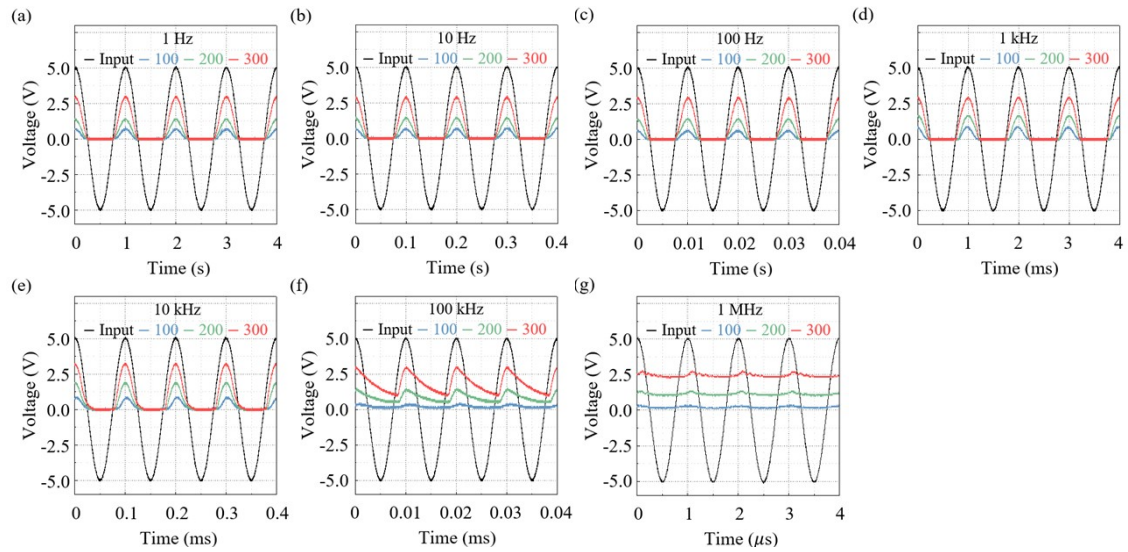 (a)
1 Hz
Input 100 200 300
5.0
2.5
0.0
-2.5
-5.0
Voltage (V)
0 1 2 3 4
Time (s)
(b)
10 Hz
Input 100 200 300
5.0
2.5
0.0
-2.5
-5.0
Voltage (V)
0 0.1 0.2 0.3 0.4
Time (s)
(c)
100 Hz
Input 100 200 300
5.0
2.5
0.0
-2.5
-5.0
Voltage (V)
0 0.01 0.02 0.03 0.04
Time (s)
(d)
1 kHz
Input 100 200 300
5.0
2.5
0.0
-2.5
-5.0
Voltage (V)
0 1 2 3 4
Time (ms)
(e)
10 kHz
Input 100 200 300
5.0
2.5
0.0
-2.5
-5.0
Voltage (V)
0 0.1 0.2 0.3 0.4
Time (ms)
(f)
100 kHz
Input 100 200 300
5.0
2.5
0.0
-2.5
-5.0
Voltage (V)
0 0.01 0.02 0.03 0.04
Time (ms)
(g)
1 MHz
Input 100 200 300
5.0
2.5
0.0
-2.5
-5.0
Voltage (V)
0 1 2 3 4
Time (μs)